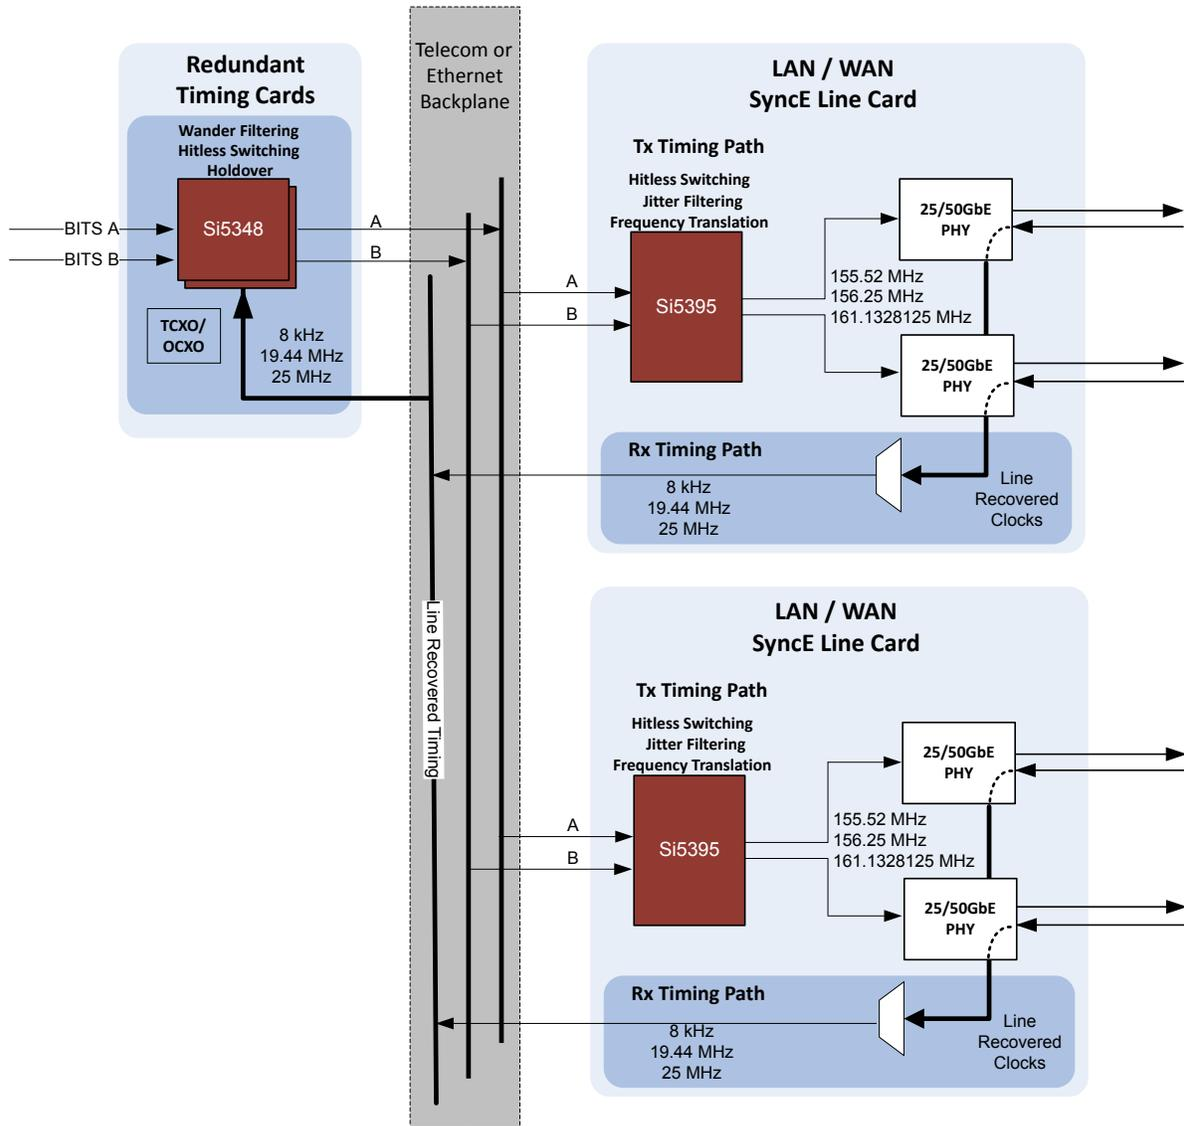 Redundant
Timing Cards
Wander Filtering
Hitless Switching
Holdover
Si5348
BITS A
BITS B
A
B
TCXO/
OCXO
8 kHz
19.44 MHz
25 MHz
Telecom or
Ethernet
Backplane
Line Recovered Timing
LAN / WAN
SyncE Line Card
Tx Timing Path
Hitless Switching
Jitter Filtering
Frequency Translation
Si5395
A
B
155.52 MHz
156.25 MHz
161.1328125 MHz
25/50GbE
PHY
25/50GbE
PHY
Rx Timing Path
8 kHz
19.44 MHz
25 MHz
Line
Recovered
Clocks
LAN / WAN
SyncE Line Card
Tx Timing Path
Hitless Switching
Jitter Filtering
Frequency Translation
Si5395
A
B
155.52 MHz
156.25 MHz
161.1328125 MHz
25/50GbE
PHY
25/50GbE
PHY
Rx Timing Path
8 kHz
19.44 MHz
25 MHz
Line
Recovered
Clocks